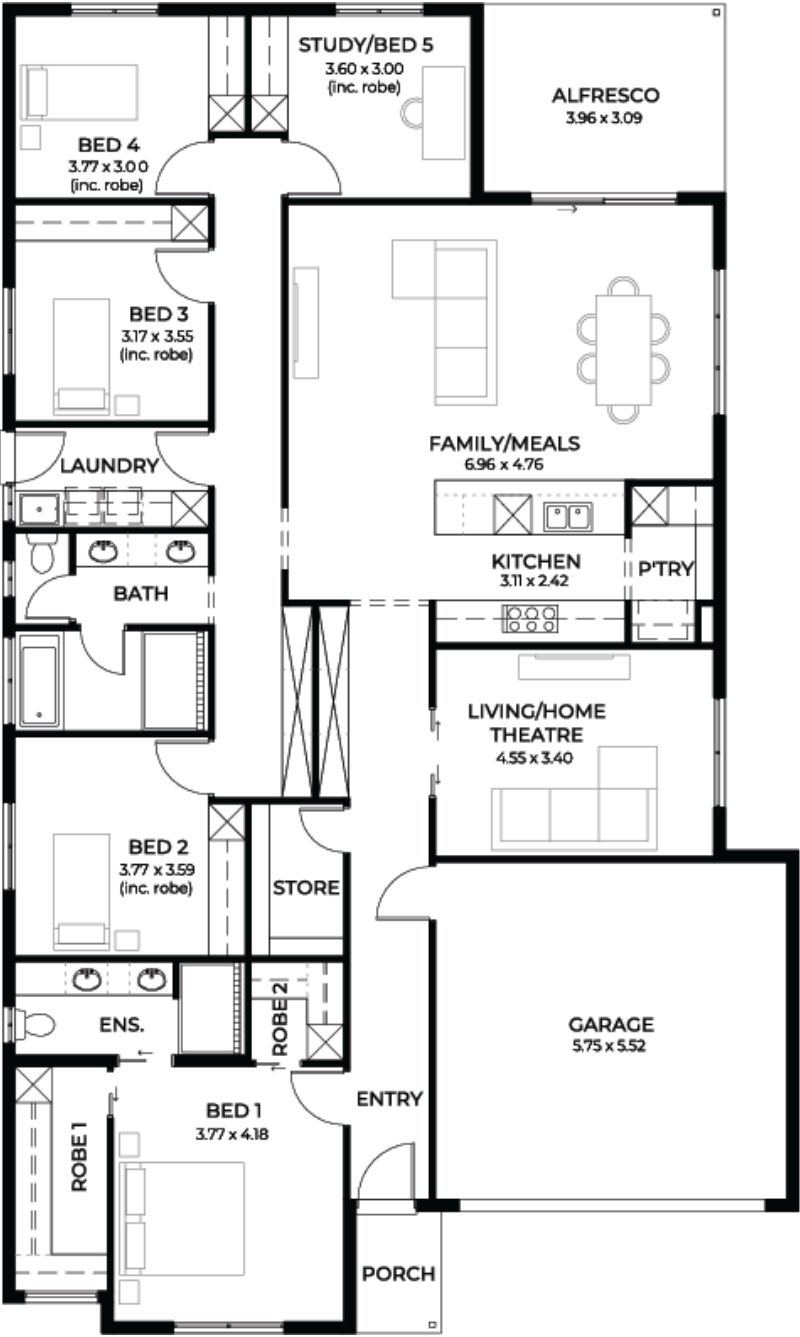 STUDY/BED 5
3.60 x 3.00
(inc. robe)
ALFRESCO
3.96 x 3.09
BED 4
3.77 x 3.00
(inc. robe)
BED 3
3.17 x 3.55
(inc. robe)
FAMILY/MEALS
6.96 x 4.76
LAUNDRY
KITCHEN
3.11 x 2.42
P'TRY
BATH
LIVING/HOME
THEATRE
4.55 x 3.40
BED 2
3.77 x 3.59
(inc. robe)
STORE
ENS.
ROBE 2
GARAGE
5.75 x 5.52
ENTRY
BED 1
3.77 x 4.18
ROBE 1
PORCH